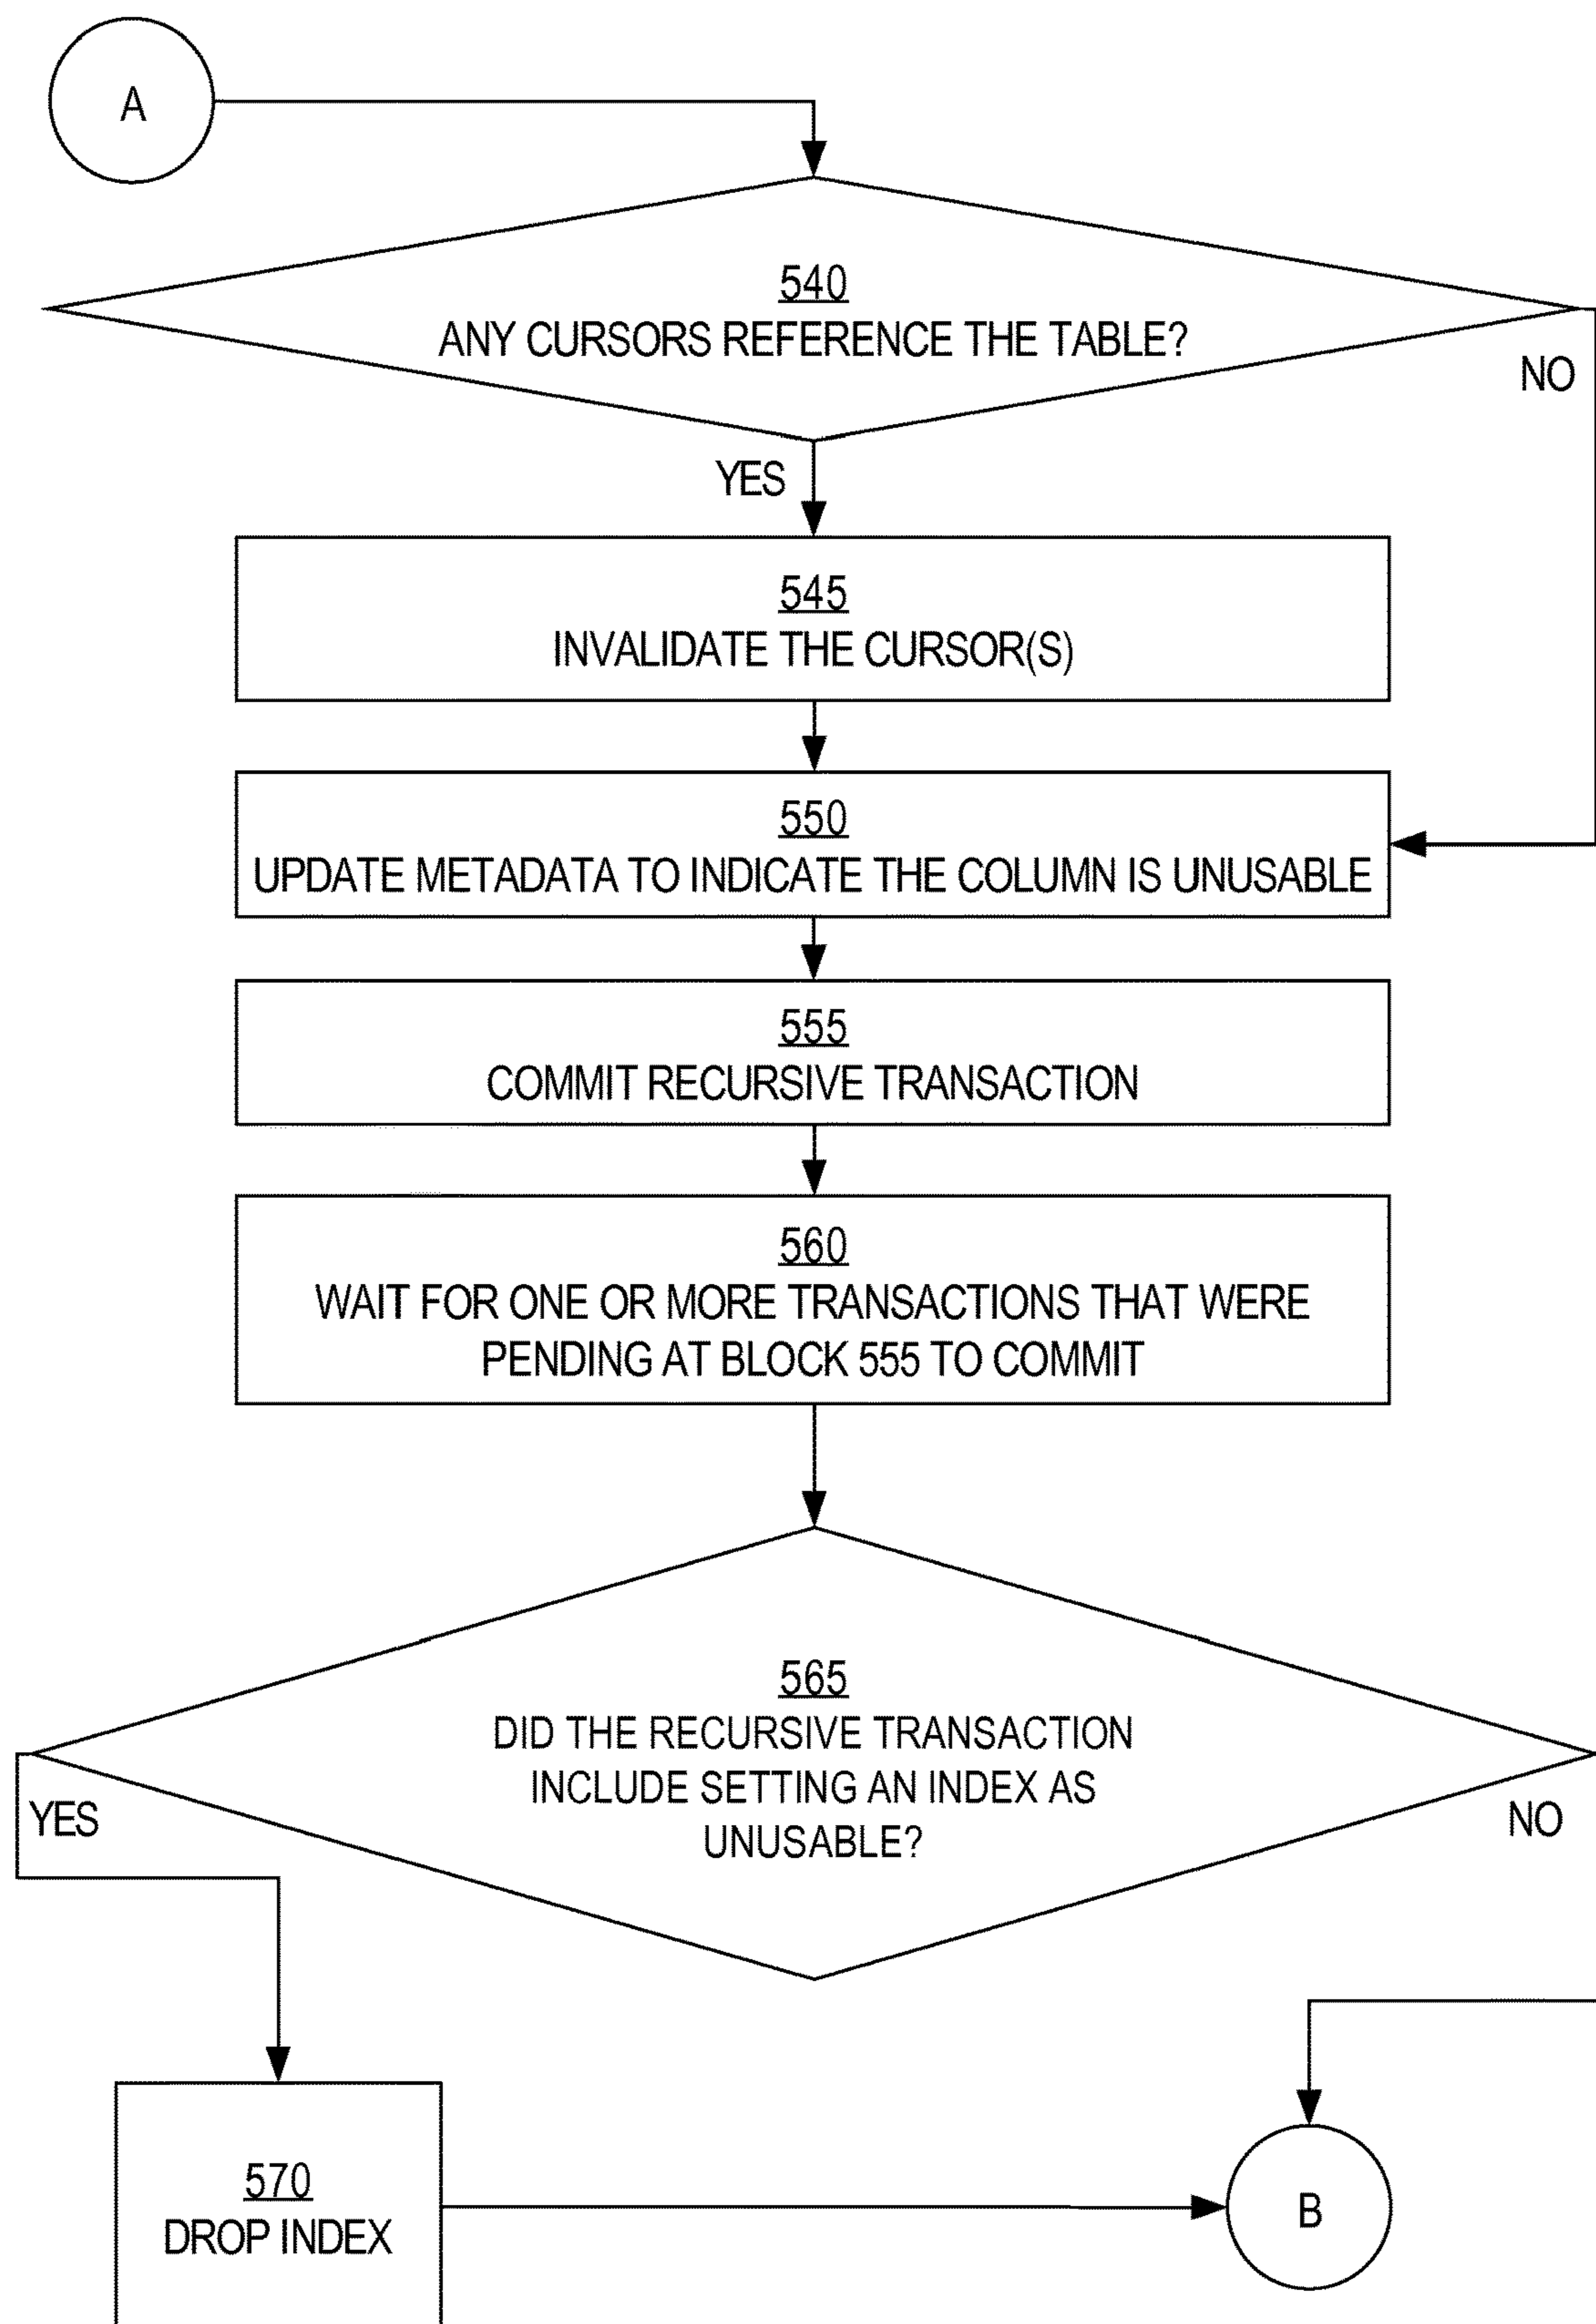 A
540
ANY CURSORS REFERENCE THE TABLE?
NO
YES
545
INVALIDATE THE CURSOR(S)
550
UPDATE METADATA TO INDICATE THE COLUMN IS UNUSABLE
555
COMMIT RECURSIVE TRANSACTION
560
WAIT FOR ONE OR MORE TRANSACTIONS THAT WERE
PENDING AT BLOCK 555 TO COMMIT
565
DID THE RECURSIVE TRANSACTION
INCLUDE SETTING AN INDEX AS
UNUSABLE?
YES
NO
570
DROP INDEX
B